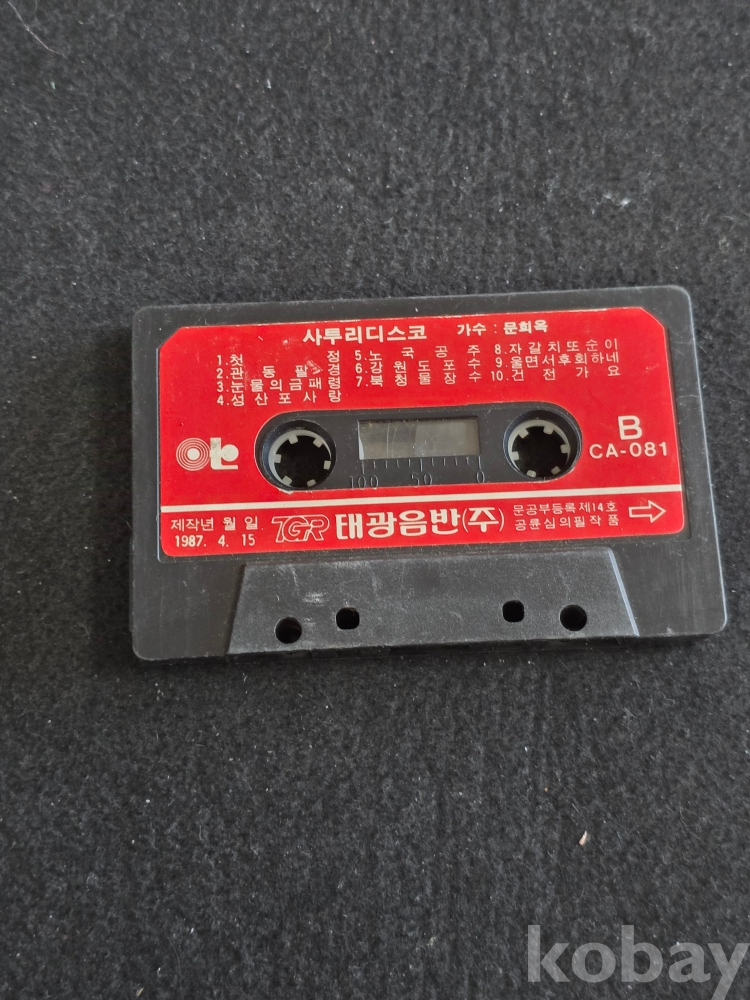 사투리디스코 가수 : 문희옥
1.첫 정 5.노국공주 8.자갈치또순이
2.관동팔경 6.강원도포수 9.울면서후회하네
3.눈물의금패령 7.북청물장수 10.건전가요
4.성산포사랑
B
CA-081
100 50 0
제작년 월 일
1987. 4. 15
TGR 태광음반(주)
문공부등록제14호
공륜심의필작품
kobay